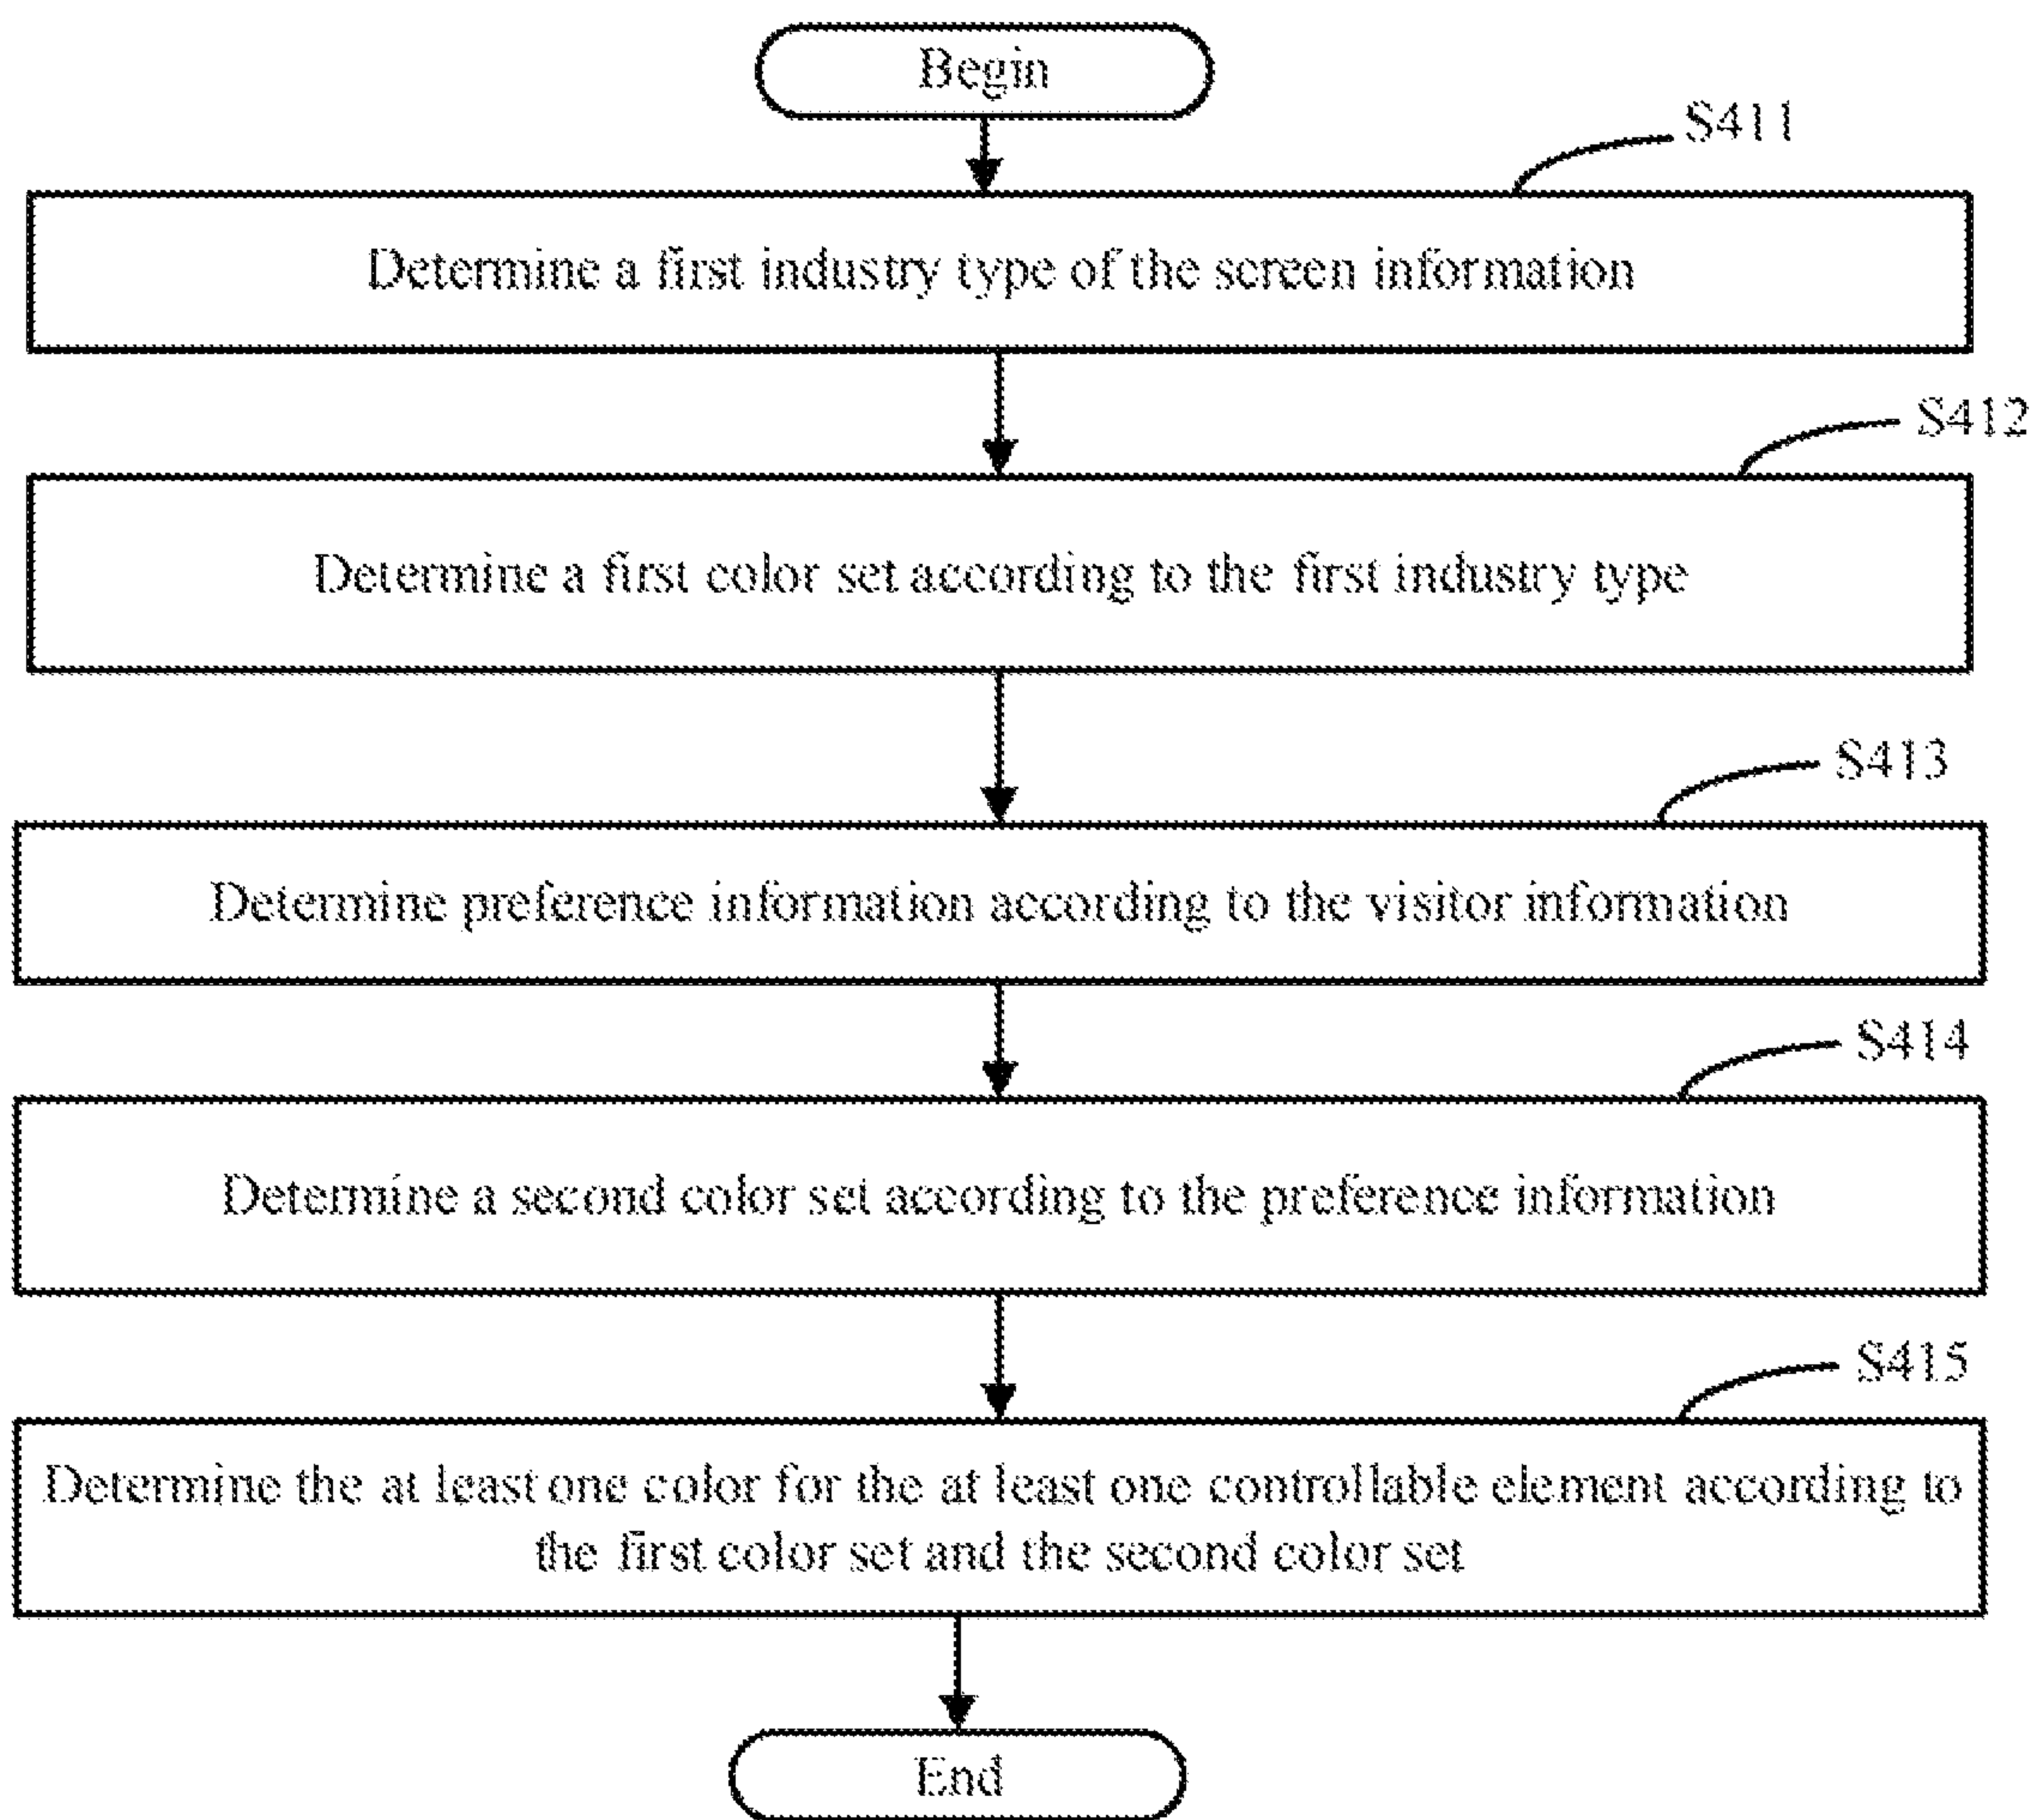 Begin
S411
Determine a first industry type of the screen information
S412
Determine a first color set according to the first industry type
S413
Determine preference information according to the visitor information
S414
Determine a second color set according to the preference information
S415
Determine the at least one color for the at least one controllable element according to
the first color set and the second color set
End